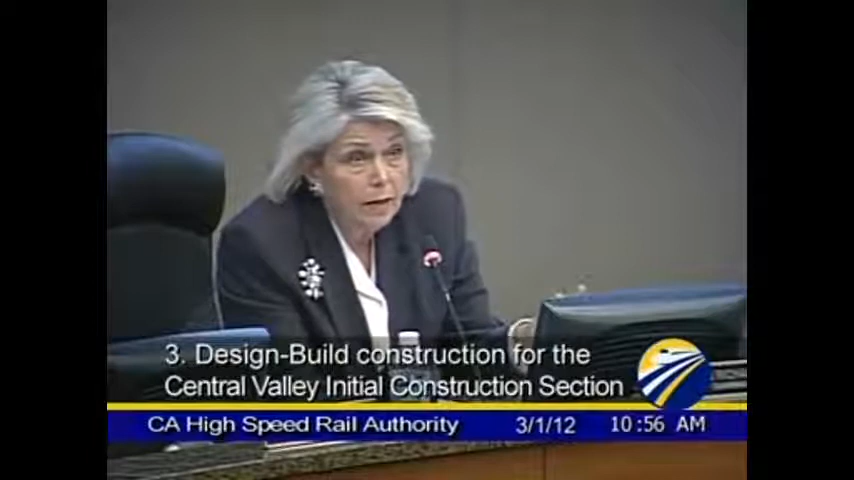 3. Design-Build construction for the
Central Valley Initial Construction Section
CA High Speed Rail Authority 3/1/12 10:56 AM